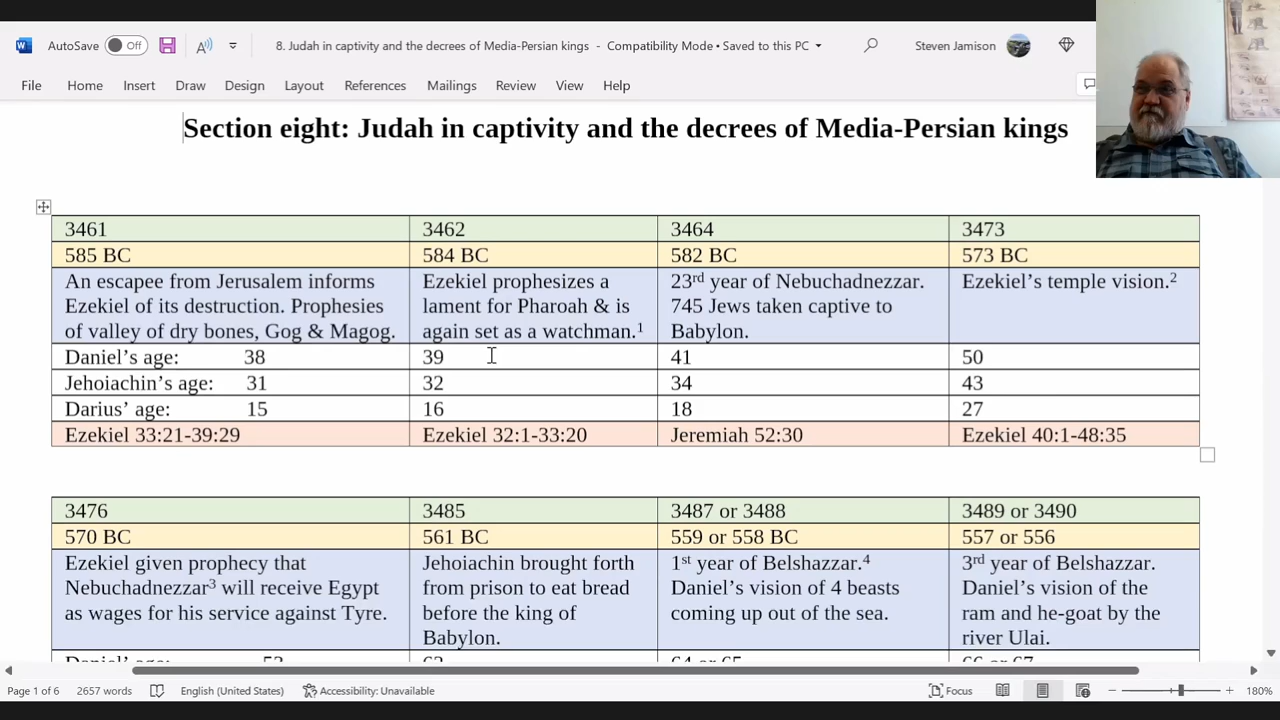 AutoSave Off 8. Judah in captivity and the decrees of Media-Persian kings - Compatibility Mode • Saved to this PC Steven Jamison
File Home Insert Draw Design Layout References Mailings Review View Help
Section eight: Judah in captivity and the decrees of Media-Persian kings
3461 3462 3464 3473
585 BC 584 BC 582 BC 573 BC
An escapee from Jerusalem informs
Ezekiel of its destruction. Prophesies
of valley of dry bones, Gog & Magog.
Ezekiel prophesizes a
lament for Pharoah & is
again set as a watchman.¹
23rd year of Nebuchadnezzar.
745 Jews taken captive to
Babylon.
Ezekiel’s temple vision.²
Daniel’s age: 38 39 41 50
Jehoiachin’s age: 31 32 34 43
Darius’ age: 15 16 18 27
Ezekiel 33:21-39:29 Ezekiel 32:1-33:20 Jeremiah 52:30 Ezekiel 40:1-48:35
3476 3485 3487 or 3488 3489 or 3490
570 BC 561 BC 559 or 558 BC 557 or 556
Ezekiel given prophecy that
Nebuchadnezzar³ will receive Egypt
as wages for his service against Tyre.
Jehoiachin brought forth
from prison to eat bread
before the king of
Babylon.
1st year of Belshazzar.⁴
Daniel’s vision of 4 beasts
coming up out of the sea.
3rd year of Belshazzar.
Daniel’s vision of the
ram and he-goat by the
river Ulai.
Page 1 of 6 2657 words English (United States) Accessibility: Unavailable Focus 180%